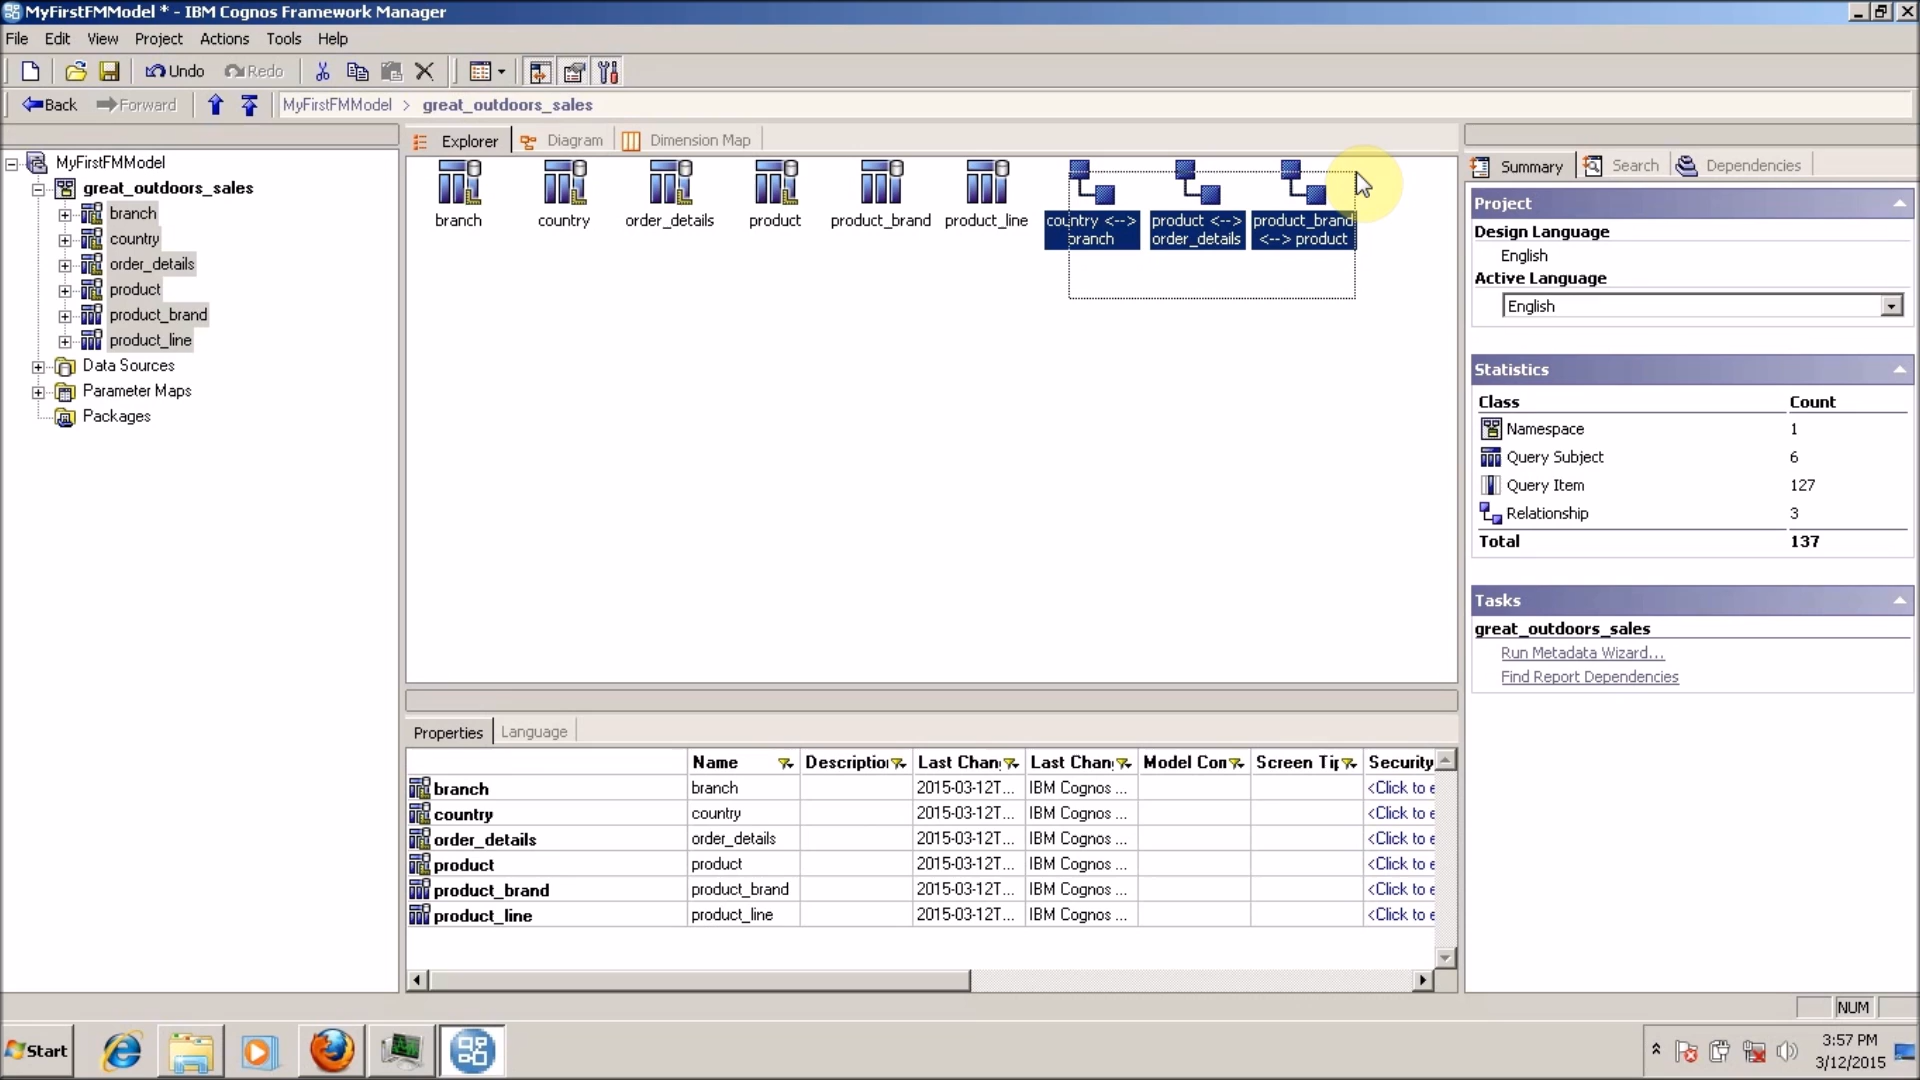 MyFirstFMModel * - IBM Cognos Framework Manager
File Edit View Project Actions Tools Help
Undo Redo
Back Forward MyFirstFMModel > great_outdoors_sales
MyFirstFMModel
great_outdoors_sales
branch
country
order_details
product
product_brand
product_line
Data Sources
Parameter Maps
Packages
Explorer Diagram Dimension Map
branch country order_details product product_brand product_line
country <-->
branch
product <-->
order_details
product_brand
<--> product
Summary Search Dependencies
Project
Design Language
English
Active Language
English
Statistics
Class Count
Namespace 1
Query Subject 6
Query Item 127
Relationship 3
Total 137
Tasks
great_outdoors_sales
Run Metadata Wizard...
Find Report Dependencies
Properties Language
Name Description Last Chan Last Chan Model Con Screen Tip Security
branch branch 2015-03-12T... IBM Cognos ... <Click to e
country country 2015-03-12T... IBM Cognos ... <Click to e
order_details order_details 2015-03-12T... IBM Cognos ... <Click to e
product product 2015-03-12T... IBM Cognos ... <Click to e
product_brand product_brand 2015-03-12T... IBM Cognos ... <Click to e
product_line product_line 2015-03-12T... IBM Cognos ... <Click to e
NUM
Start
3:57 PM
3/12/2015